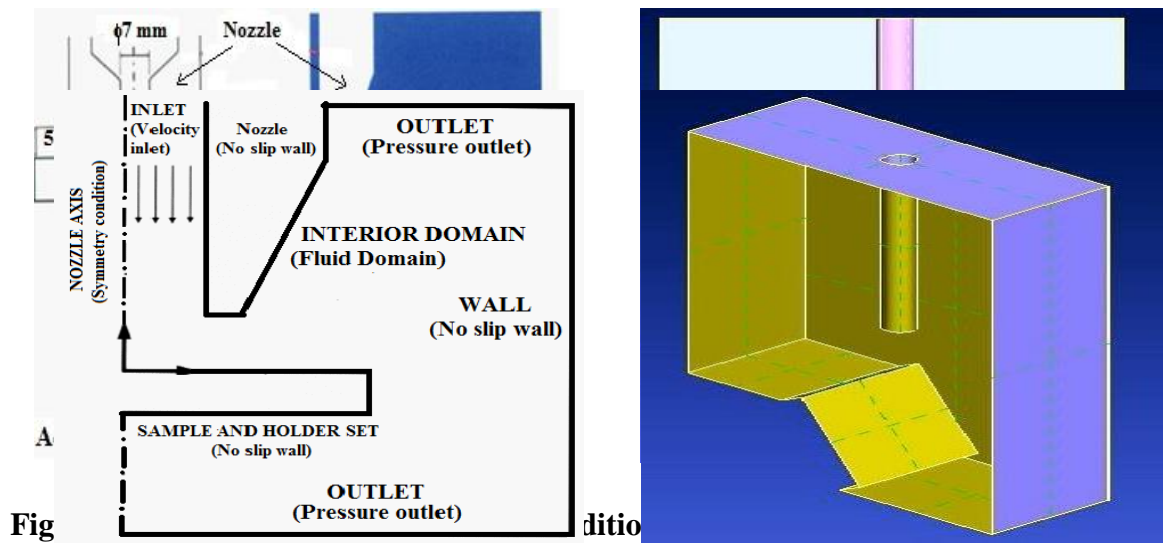 ϕ7 mm
Nozzle
5
INLET
(Velocity
inlet)
Nozzle
(No slip wall)
OUTLET
(Pressure outlet)
NOZZLE AXIS
(Symmetry condition)
INTERIOR DOMAIN
(Fluid Domain)
WALL
(No slip wall)
SAMPLE AND HOLDER SET
(No slip wall)
OUTLET
(Pressure outlet)